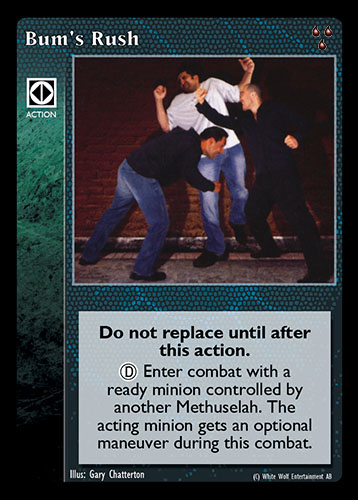 Bum's Rush
ACTION
Do not replace until after
this action.
Ⓓ Enter combat with a
ready minion controlled by
another Methuselah. The
acting minion gets an optional
maneuver during this combat.
Illus: Gary Chatterton
(C) White Wolf Entertainment AB